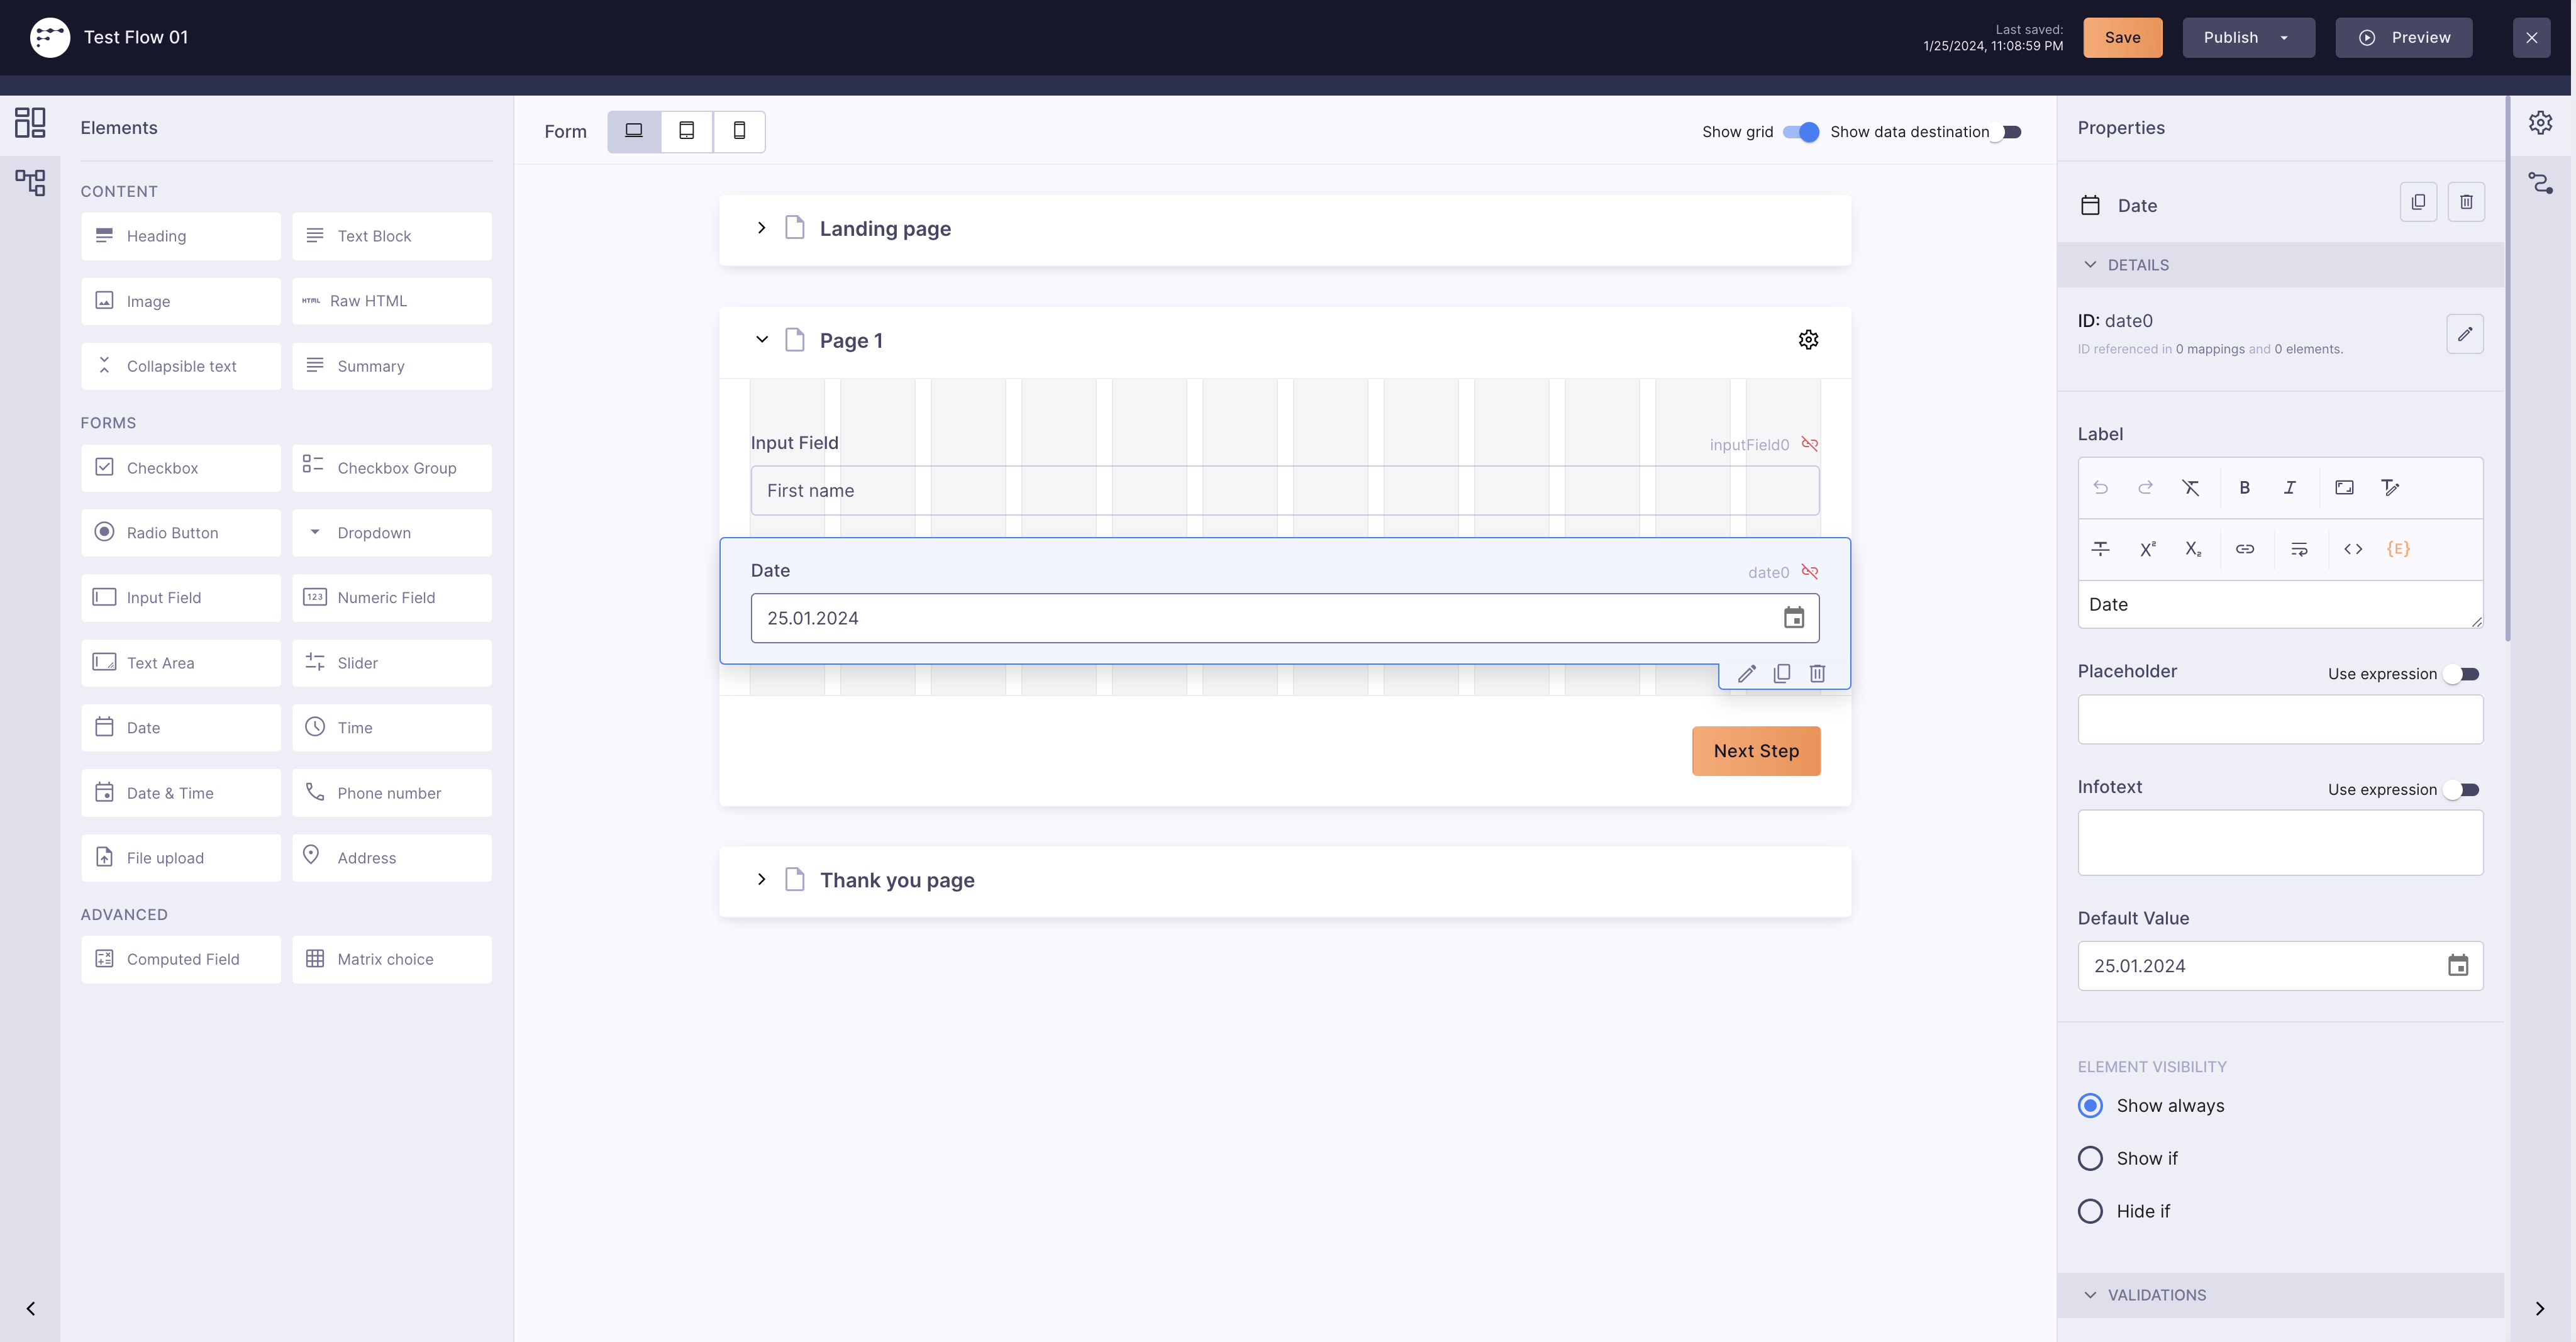 Test Flow 01
Last saved:
1/25/2024, 11:08:59 PM
Save
Publish
Preview
Elements
CONTENT
Heading
Text Block
Image
HTML Raw HTML
Collapsible text
Summary
FORMS
Checkbox
Checkbox Group
Radio Button
Dropdown
Input Field
123 Numeric Field
Text Area
Slider
Date
Time
Date & Time
Phone number
File upload
Address
ADVANCED
Computed Field
Matrix choice
Form
Show grid
Show data destination
Landing page
Page 1
Input Field
inputField0
First name
Date
date0
25.01.2024
Next Step
Thank you page
Properties
Date
DETAILS
ID: date0
ID referenced in 0 mappings and 0 elements.
Label
B I
X² X₂ <> {E}
Date
Placeholder
Use expression
Infotext
Use expression
Default Value
25.01.2024
ELEMENT VISIBILITY
Show always
Show if
Hide if
VALIDATIONS